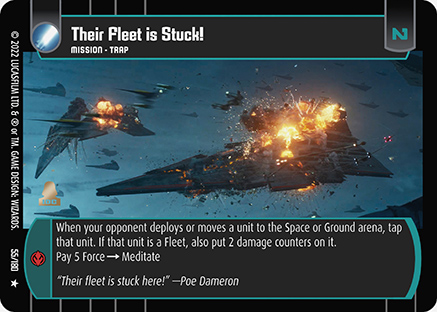 Their Fleet is Stuck!
MISSION • TRAP
2
When your opponent deploys or moves a unit to the Space or Ground arena, tap
that unit. If that unit is a Fleet, also put 2 damage counters on it.
Pay 5 Force → Meditate
"Their fleet is stuck here!" —Poe Dameron
©2022 LUCASFILM LTD. & ® or ™. GAME DESIGN: WIZARDS.
55/180 ★